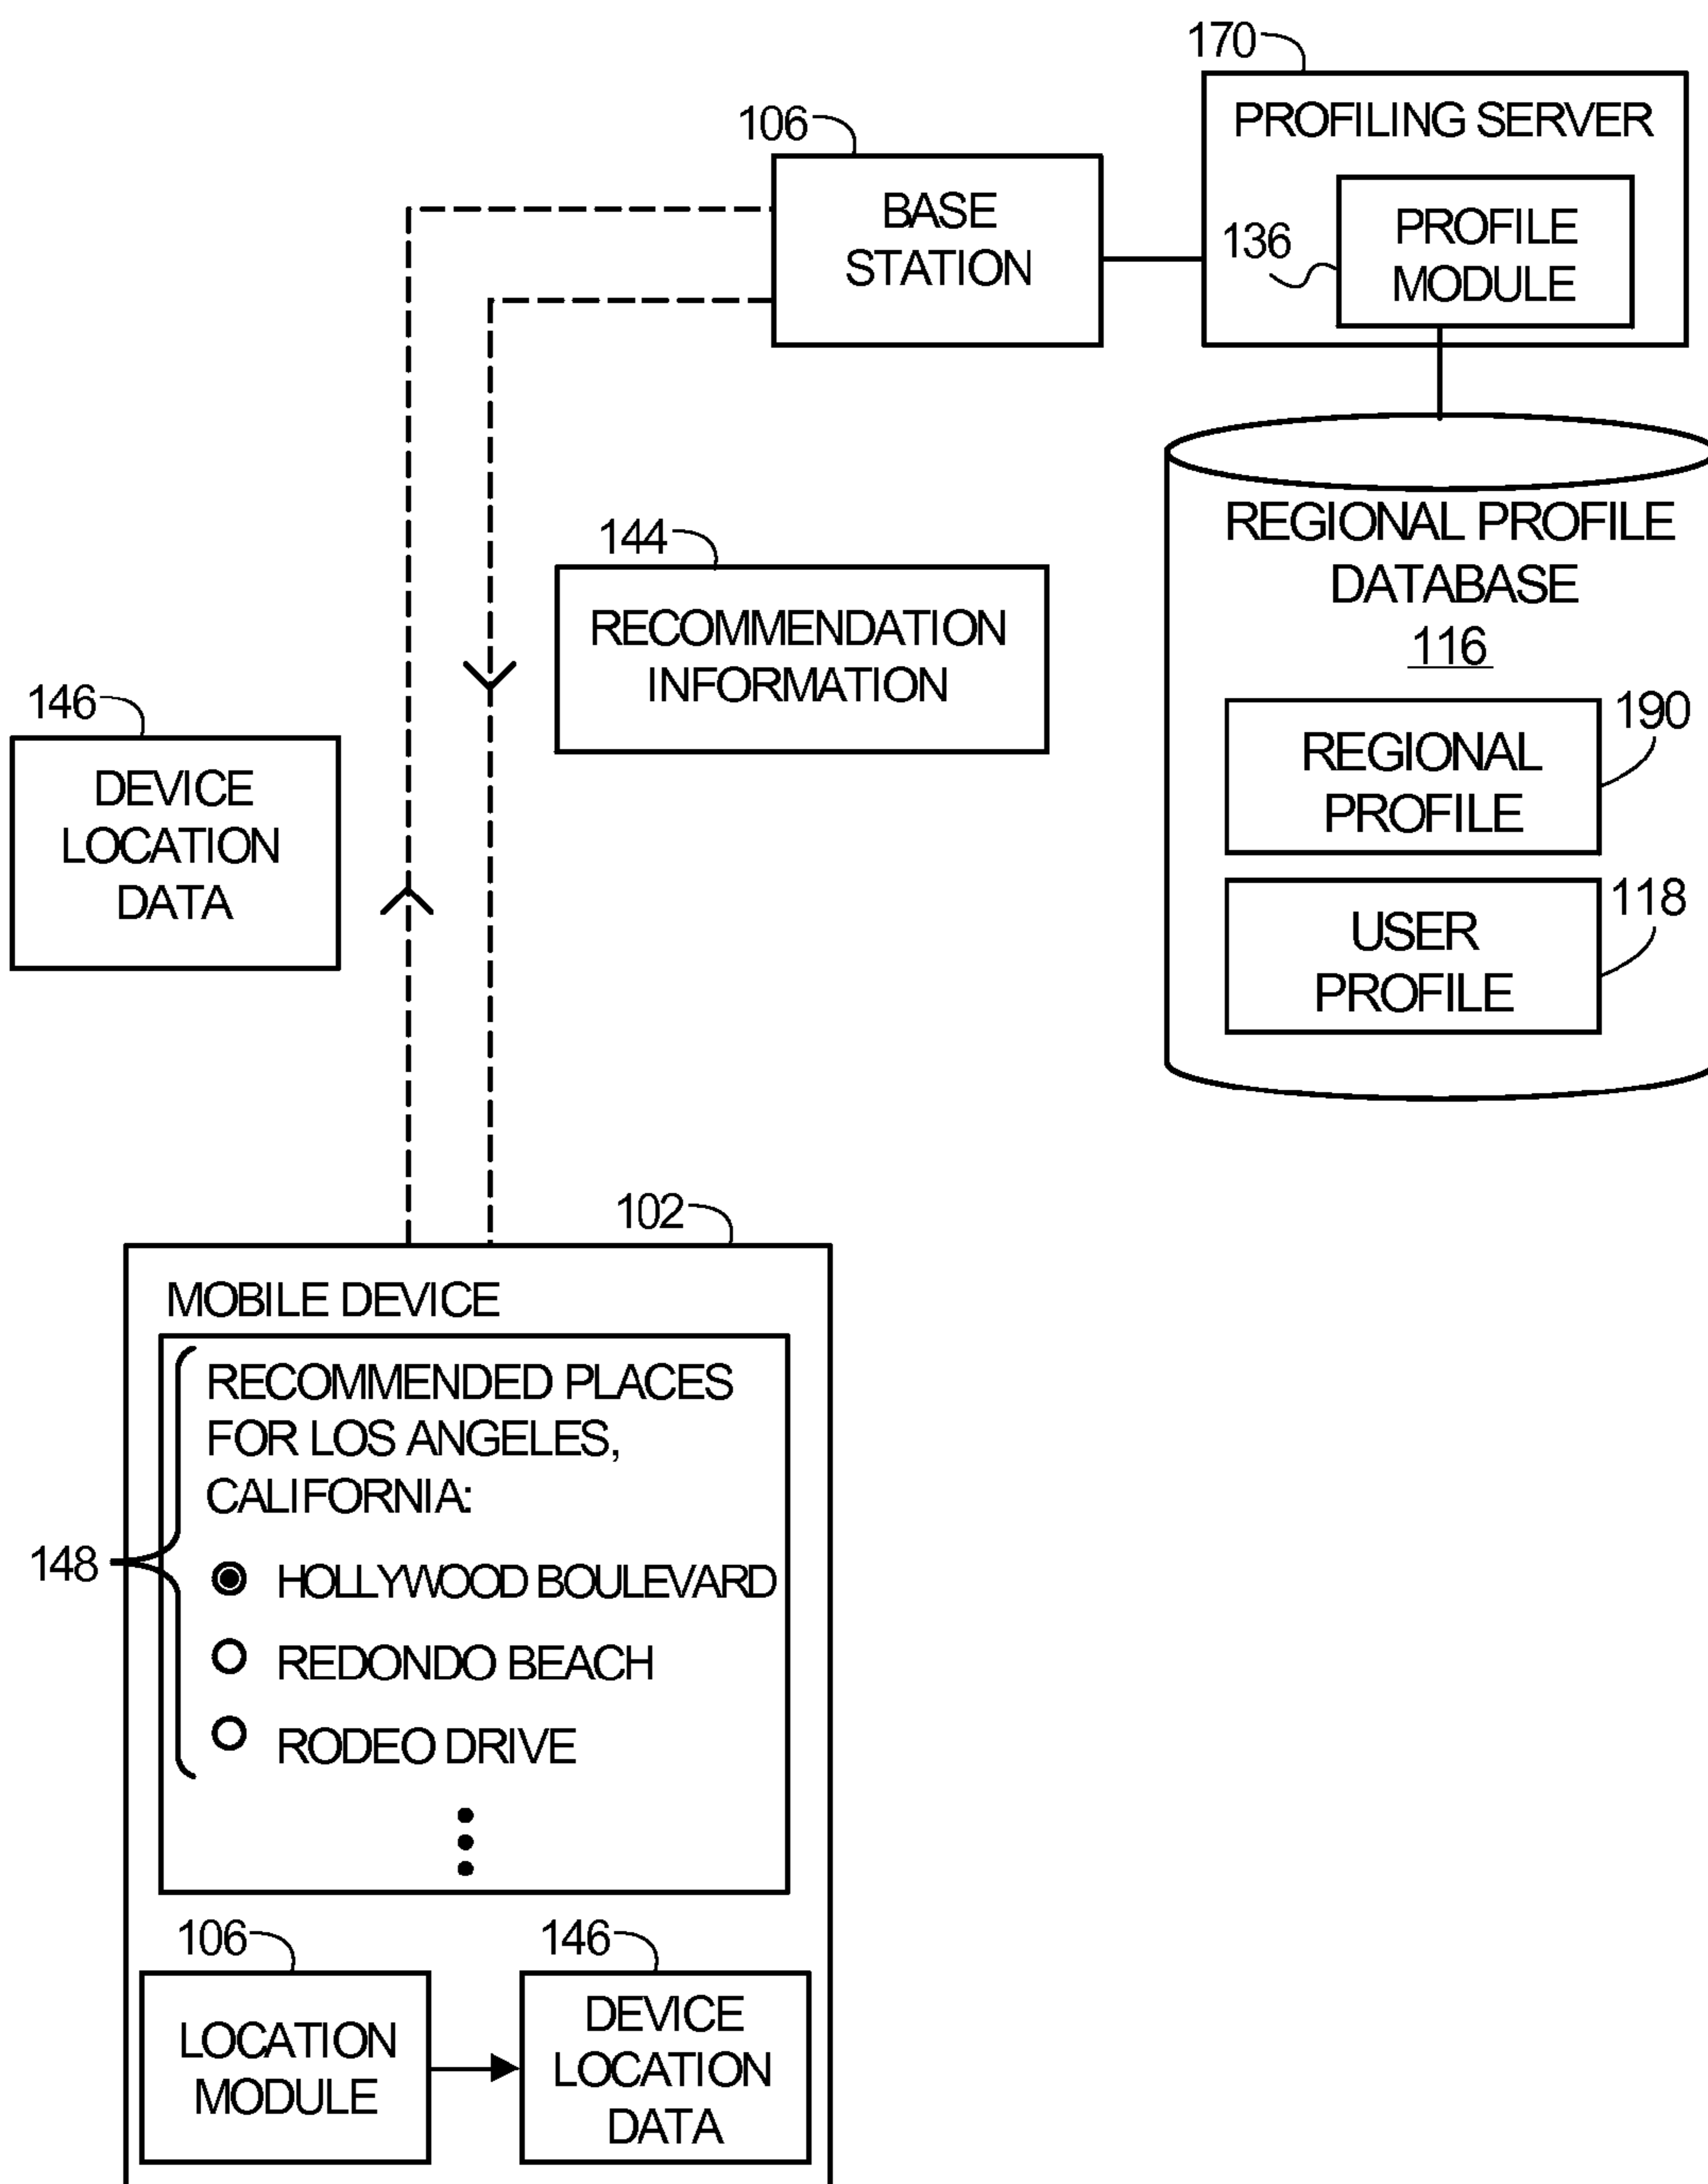 170
PROFILING SERVER
106
BASE
STATION
136
PROFILE
MODULE
REGIONAL PROFILE
DATABASE
116
144
RECOMMENDATION
INFORMATION
146
DEVICE
LOCATION
DATA
190
REGIONAL
PROFILE
118
USER
PROFILE
102
MOBILE DEVICE
RECOMMENDED PLACES
FOR LOS ANGELES,
CALIFORNIA:
148
HOLLYWOOD BOULEVARD
REDONDO BEACH
RODEO DRIVE
106
LOCATION
MODULE
146
DEVICE
LOCATION
DATA